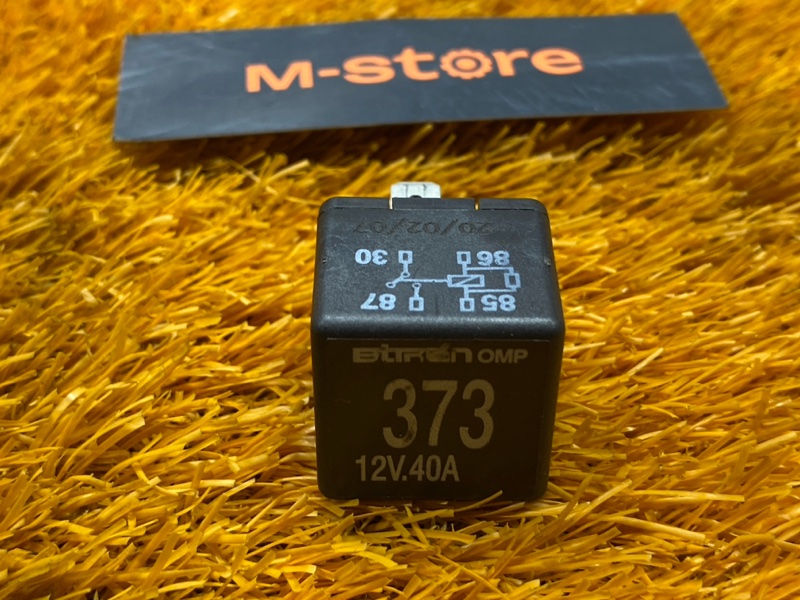 M-store
20/02/07
30 86
87 85
Bitron OMP
373
12V.40A